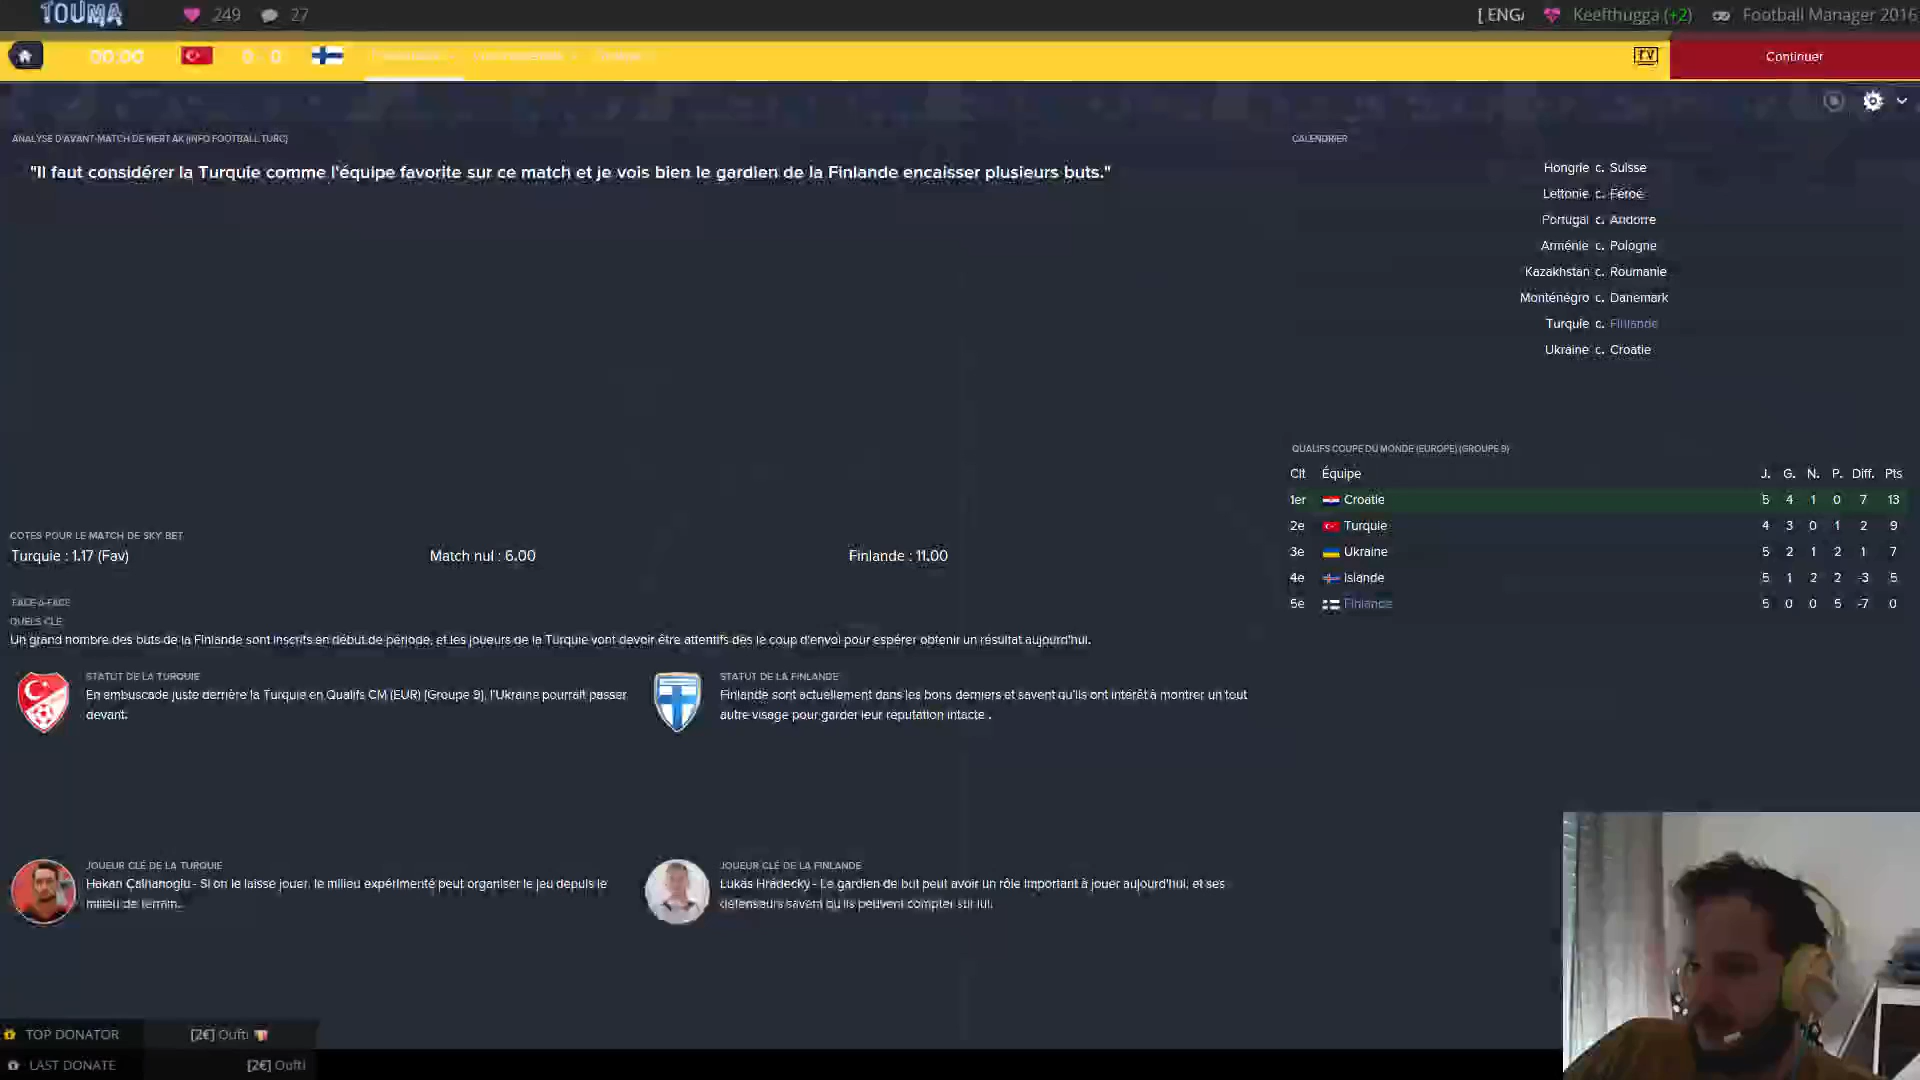 TOUMA 249 27 [ ENG/ Keefthugga (+2) Football Manager 2016
00:00 0 - 0 TV Continuer
ANALYSE D'AVANT-MATCH DE MERT AK (INFO FOOTBALL TURC)
"Il faut considérer la Turquie comme l'équipe favorite sur ce match et je vois bien le gardien de la Finlande encaisser plusieurs buts."
CALENDRIER
Hongrie c. Suisse
Lettonie c. Féroé
Portugal c. Andorre
Arménie c. Pologne
Kazakhstan c. Roumanie
Monténégro c. Danemark
Turquie c. Finlande
Ukraine c. Croatie
QUALIFS COUPE DU MONDE (EUROPE) (GROUPE 9)
Clt Équipe J. G. N. P. Diff. Pts
1er Croatie 5 4 1 0 7 13
2e Turquie 4 3 0 1 2 9
3e Ukraine 5 2 1 2 1 7
4e Islande 5 1 2 2 -3 5
5e Finlande 5 0 0 5 -7 0
COTES POUR LE MATCH DE SKY BET
Turquie : 1.17 (Fav) Match nul : 6.00 Finlande : 11.00
FACE-À-FACE
DUELS CLÉ
Un grand nombre des buts de la Finlande sont inscrits en début de période, et les joueurs de la Turquie vont devoir être attentifs dès le coup d'envoi pour espérer obtenir un résultat aujourd'hui.
STATUT DE LA TURQUIE
En embuscade juste derrière la Turquie en Qualifs CM (EUR) (Groupe 9), l'Ukraine pourrait passer
devant.
STATUT DE LA FINLANDE
Finlande sont actuellement dans les bons derniers et savent qu'ils ont intérêt à montrer un tout
autre visage pour garder leur réputation intacte .
JOUEUR CLÉ DE LA TURQUIE
Hakan Çalhanoglu - Si on le laisse jouer, le milieu expérimenté peut organiser le jeu depuis le
milieu de terrain.
JOUEUR CLÉ DE LA FINLANDE
Lukás Hrádecky - Le gardien de but peut avoir un rôle important à jouer aujourd'hui, et ses
défenseurs savent qu'ils peuvent compter sur lui.
TOP DONATOR [2€] Oufti
LAST DONATE [2€] Oufti